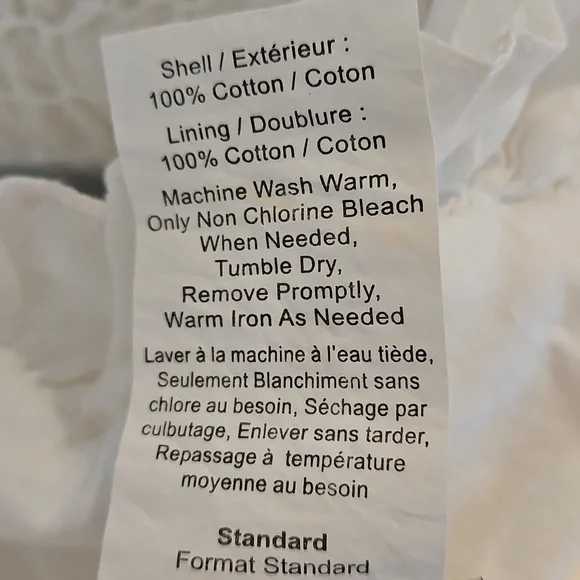 Shell / Extérieur :
100% Cotton / Coton
Lining / Doublure :
100% Cotton / Coton
Machine Wash Warm,
Only Non Chlorine Bleach
When Needed,
Tumble Dry,
Remove Promptly,
Warm Iron As Needed
Laver à la machine à l'eau tiède,
Seulement Blanchiment sans
chlore au besoin, Séchage par
culbutage, Enlever sans tarder,
Repassage à température
moyenne au besoin
Standard
Format Standard